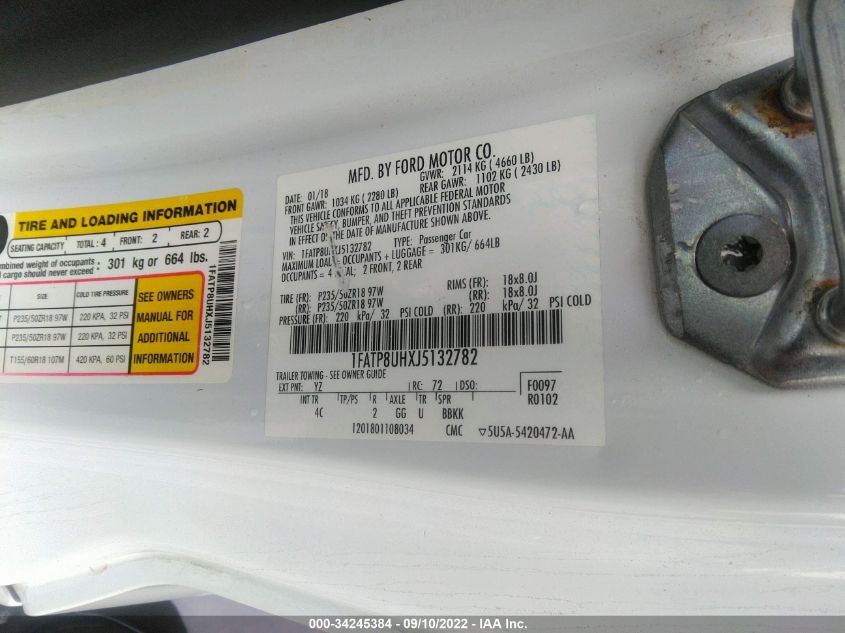 TIRE AND LOADING INFORMATION
SEATING CAPACITY TOTAL: 4 FRONT: 2 REAR: 2
mbined weight of occupants : 301 kg or 664 lbs.
cargo should never exceed
SIZE COLD TIRE PRESSURE
P235/50ZR18 97W 220 KPA, 32 PSI
P235/50ZR18 97W 220 KPA, 32 PSI
T155/60R18 107M 420 KPA, 60 PSI
SEE OWNERS
MANUAL FOR
ADDITIONAL
INFORMATION
1FATP8UHXJ5132782
MFD. BY FORD MOTOR CO.
DATE: 01/18 GVWR: 2114 KG ( 4660 LB)
FRONT GAWR: 1034 KG ( 2280 LB) REAR GAWR: 1102 KG ( 2430 LB)
THIS VEHICLE CONFORMS TO ALL APPLICABLE FEDERAL MOTOR
VEHICLE SAFETY, BUMPER, AND THEFT PREVENTION STANDARDS
IN EFFECT ON THE DATE OF MANUFACTURE SHOWN ABOVE.
VIN: 1FATP8UHXJ5132782 TYPE: Passenger Car
MAXIMUM LOAD - OCCUPANTS + LUGGAGE = 301KG/ 664LB
OCCUPANTS = 4 AL; 2 FRONT, 2 REAR
TIRE (FR): P235/50ZR18 97W RIMS (FR): 18x8.0J
(RR): P235/50ZR18 97W (RR): 18x8.0J
PRESSURE (FR): 220 kPa/ 32 PSI COLD (RR): 220 kPa/ 32 PSI COLD
1FATP8UHXJ5132782
TRAILER TOWING - SEE OWNER GUIDE
EXT PNT: YZ RC: 72 DSO: F0097
INT TR TP/PS R AXLE TR SPR R0102
4C 2 GG U BBKK
1201801108034 CMC ▽5U5A-5420472-AA
000-34245384 - 09/10/2022 - IAA Inc.